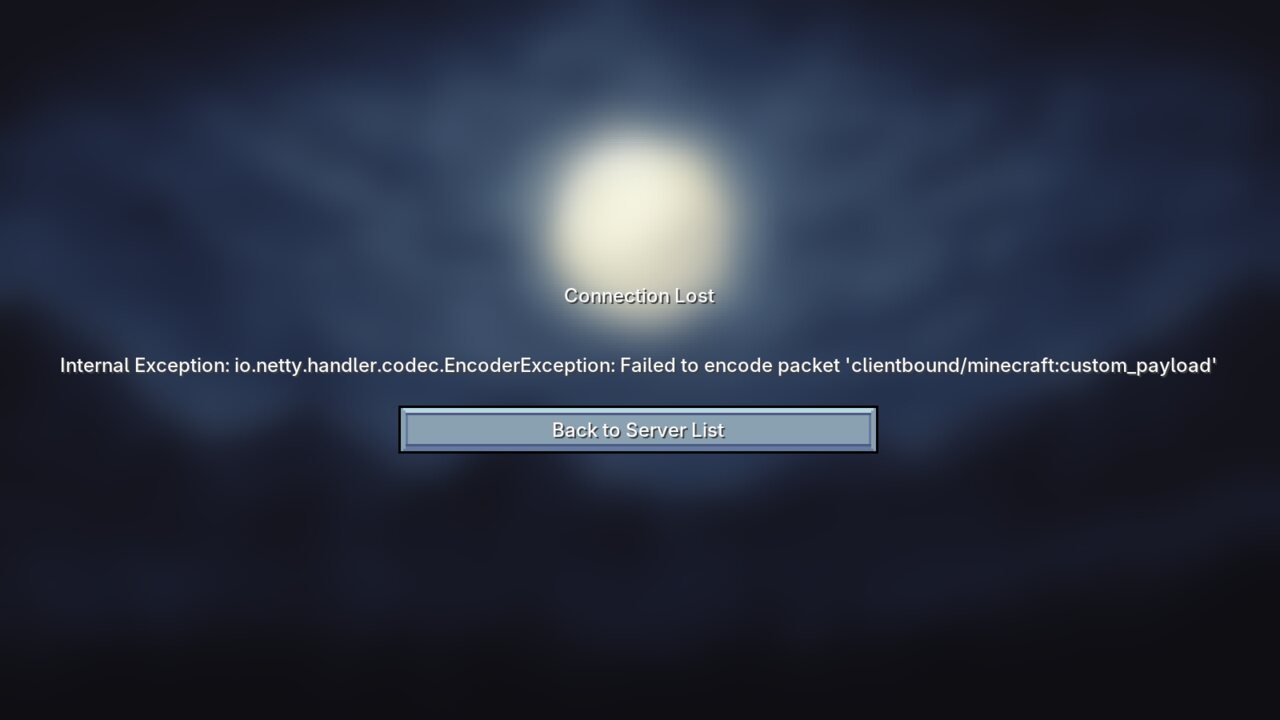 Connection Lost
Internal Exception: io.netty.handler.codec.EncoderException: Failed to encode packet 'clientbound/minecraft:custom_payload'
Back to Server List